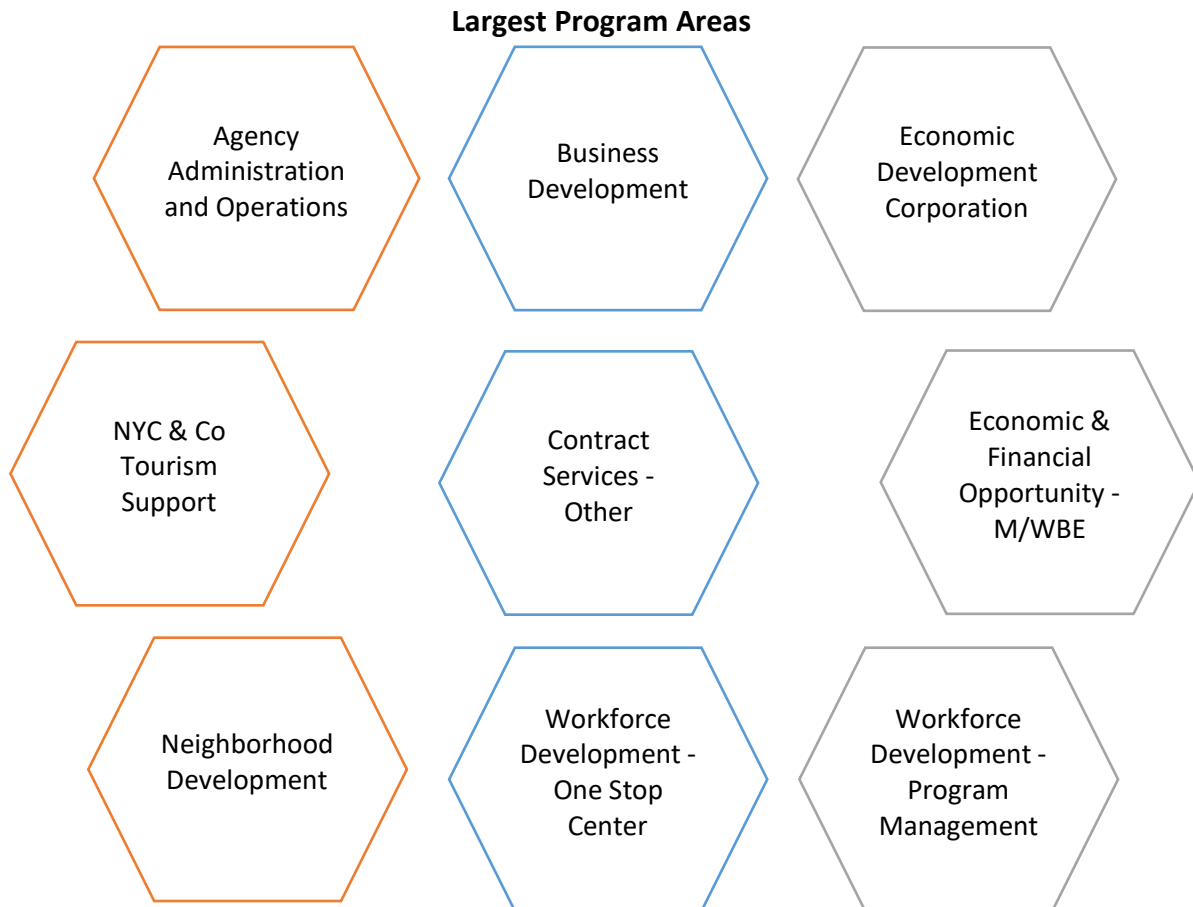 Largest Program Areas
Agency
Administration
and Operations
Business
Development
Economic
Development
Corporation
NYC & Co
Tourism
Support
Contract
Services -
Other
Economic &
Financial
Opportunity -
M/WBE
Neighborhood
Development
Workforce
Development -
One Stop
Center
Workforce
Development -
Program
Management